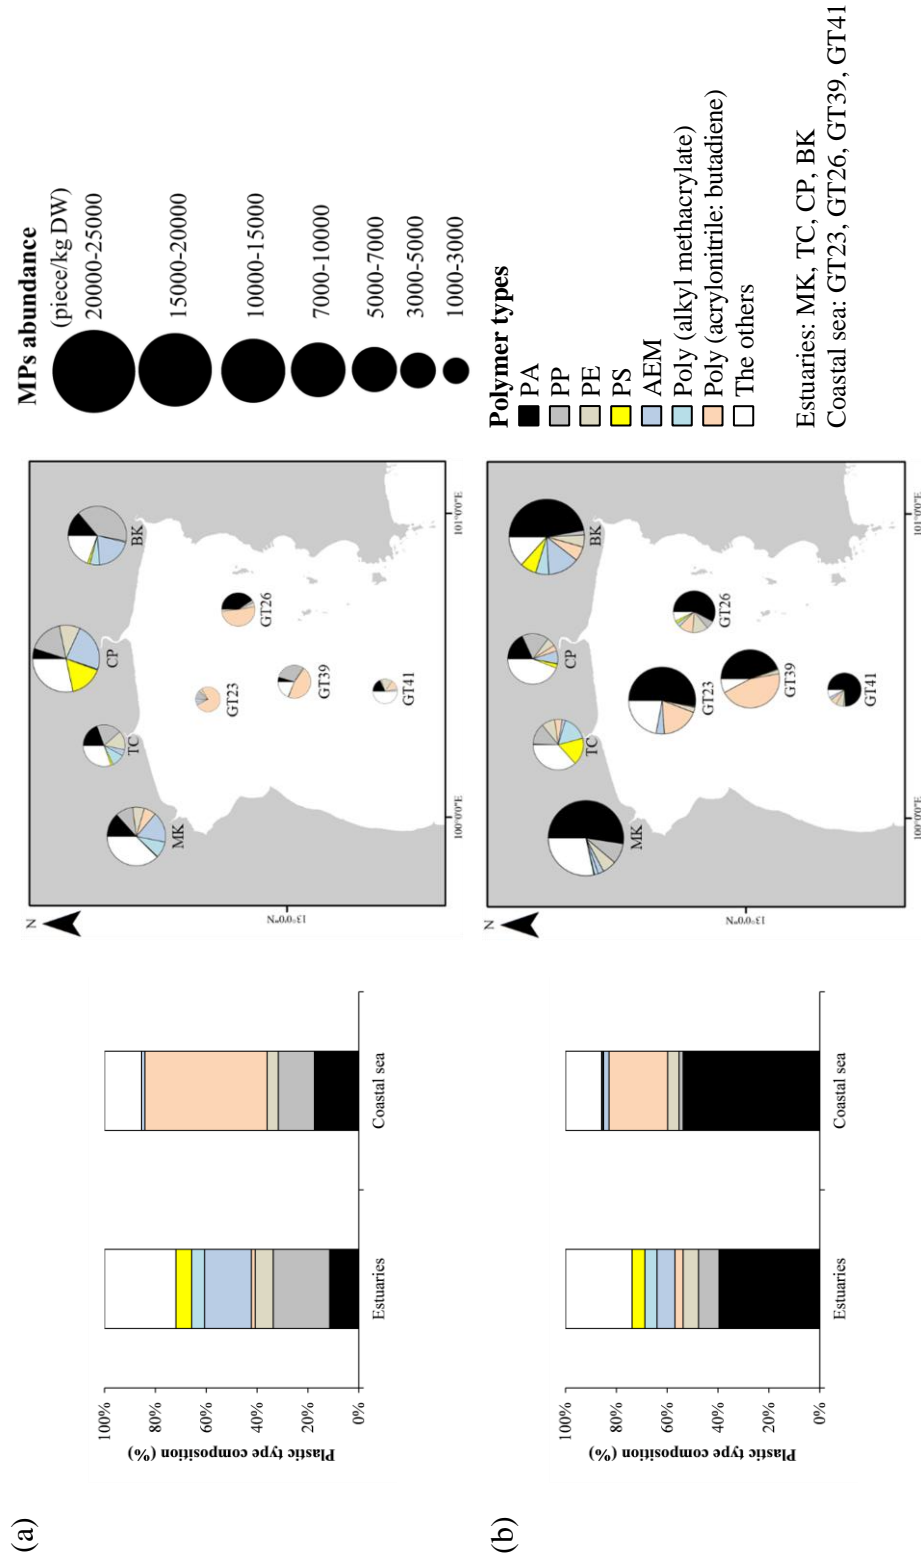 (a)
Plastic type composition (%)
100%
80%
60%
40%
20%
0%
Estuaries
Coastal sea
N
13°0'0"N
100°0'0"E
101°0'0"E
MK
TC
CP
BK
GT23
GT26
GT39
GT41
MPs abundance
(piece/kg DW)
20000-25000
15000-20000
10000-15000
7000-10000
5000-7000
3000-5000
1000-3000
(b)
Plastic type composition (%)
100%
80%
60%
40%
20%
0%
Estuaries
Coastal sea
N
13°0'0"N
100°0'0"E
101°0'0"E
MK
TC
CP
BK
GT23
GT26
GT39
GT41
Polymer types
PA
PP
PE
PS
AEM
Poly (alkyl methacrylate)
Poly (acrylonitrile: butadiene)
The others
Estuaries: MK, TC, CP, BK
Coastal sea: GT23, GT26, GT39, GT41